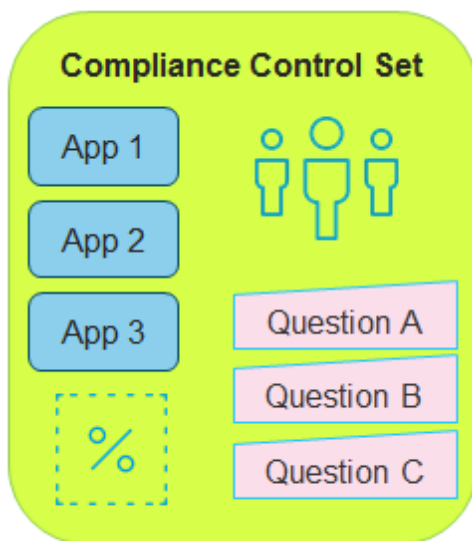 Compliance Control Set
App 1
App 2
App 3
%
Question A
Question B
Question C